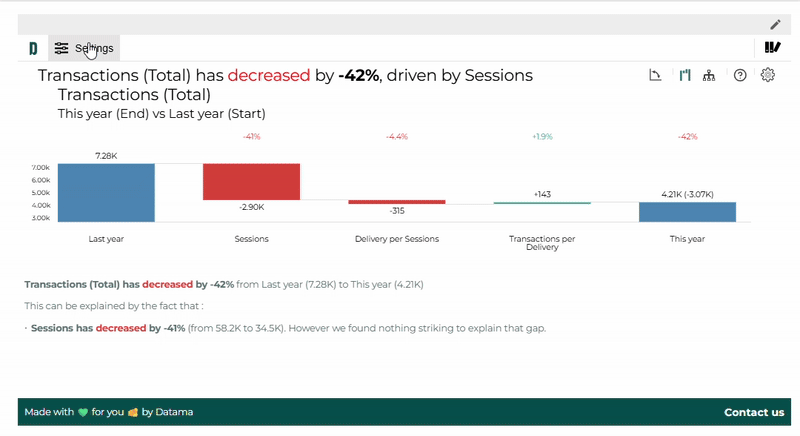 Settings
Transactions (Total) has decreased by -42%, driven by Sessions
Transactions (Total)
This year (End) vs Last year (Start)
-41% -4.4% +1.9% -42%
7.28K
7.00k
6.00k
5.00k
4.00k
3.00k
-2.90K
-315
+143
4.21K (-3.07K)
Last year
Sessions
Delivery per Sessions
Transactions per
Delivery
This year
Transactions (Total) has decreased by -42% from Last year (7.28K) to This year (4.21K)
This can be explained by the fact that :
· Sessions has decreased by -41% (from 58.2K to 34.5K). However we found nothing striking to explain that gap.
Made with 💚 for you 🧀 by Datama
Contact us